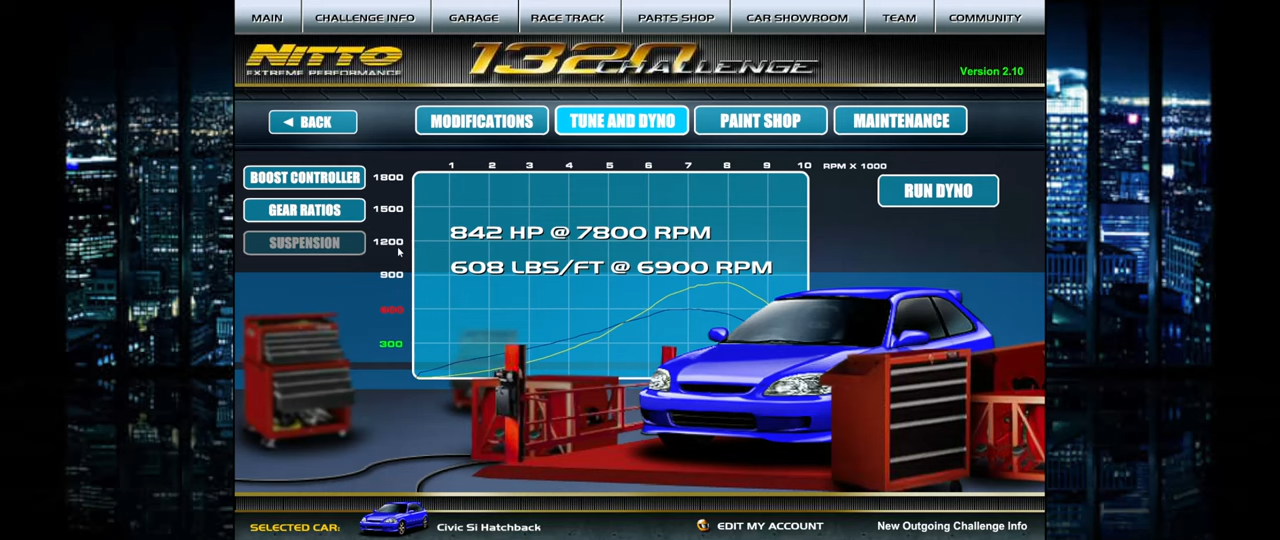 MAIN
CHALLENGE INFO
GARAGE
RACE TRACK
PARTS SHOP
CAR SHOWROOM
TEAM
COMMUNITY
NITTO
EXTREME PERFORMANCE
1320 CHALLENGE
Version 2.10
◄ BACK
MODIFICATIONS
TUNE AND DYNO
PAINT SHOP
MAINTENANCE
BOOST CONTROLLER
GEAR RATIOS
SUSPENSION
1 2 3 4 5 6 7 8 9 10 RPM X 1000
1800
1500
1200
900
600
300
842 HP @ 7800 RPM
608 LBS/FT @ 6900 RPM
RUN DYNO
SELECTED CAR:
Civic Si Hatchback
EDIT MY ACCOUNT
New Outgoing Challenge Info